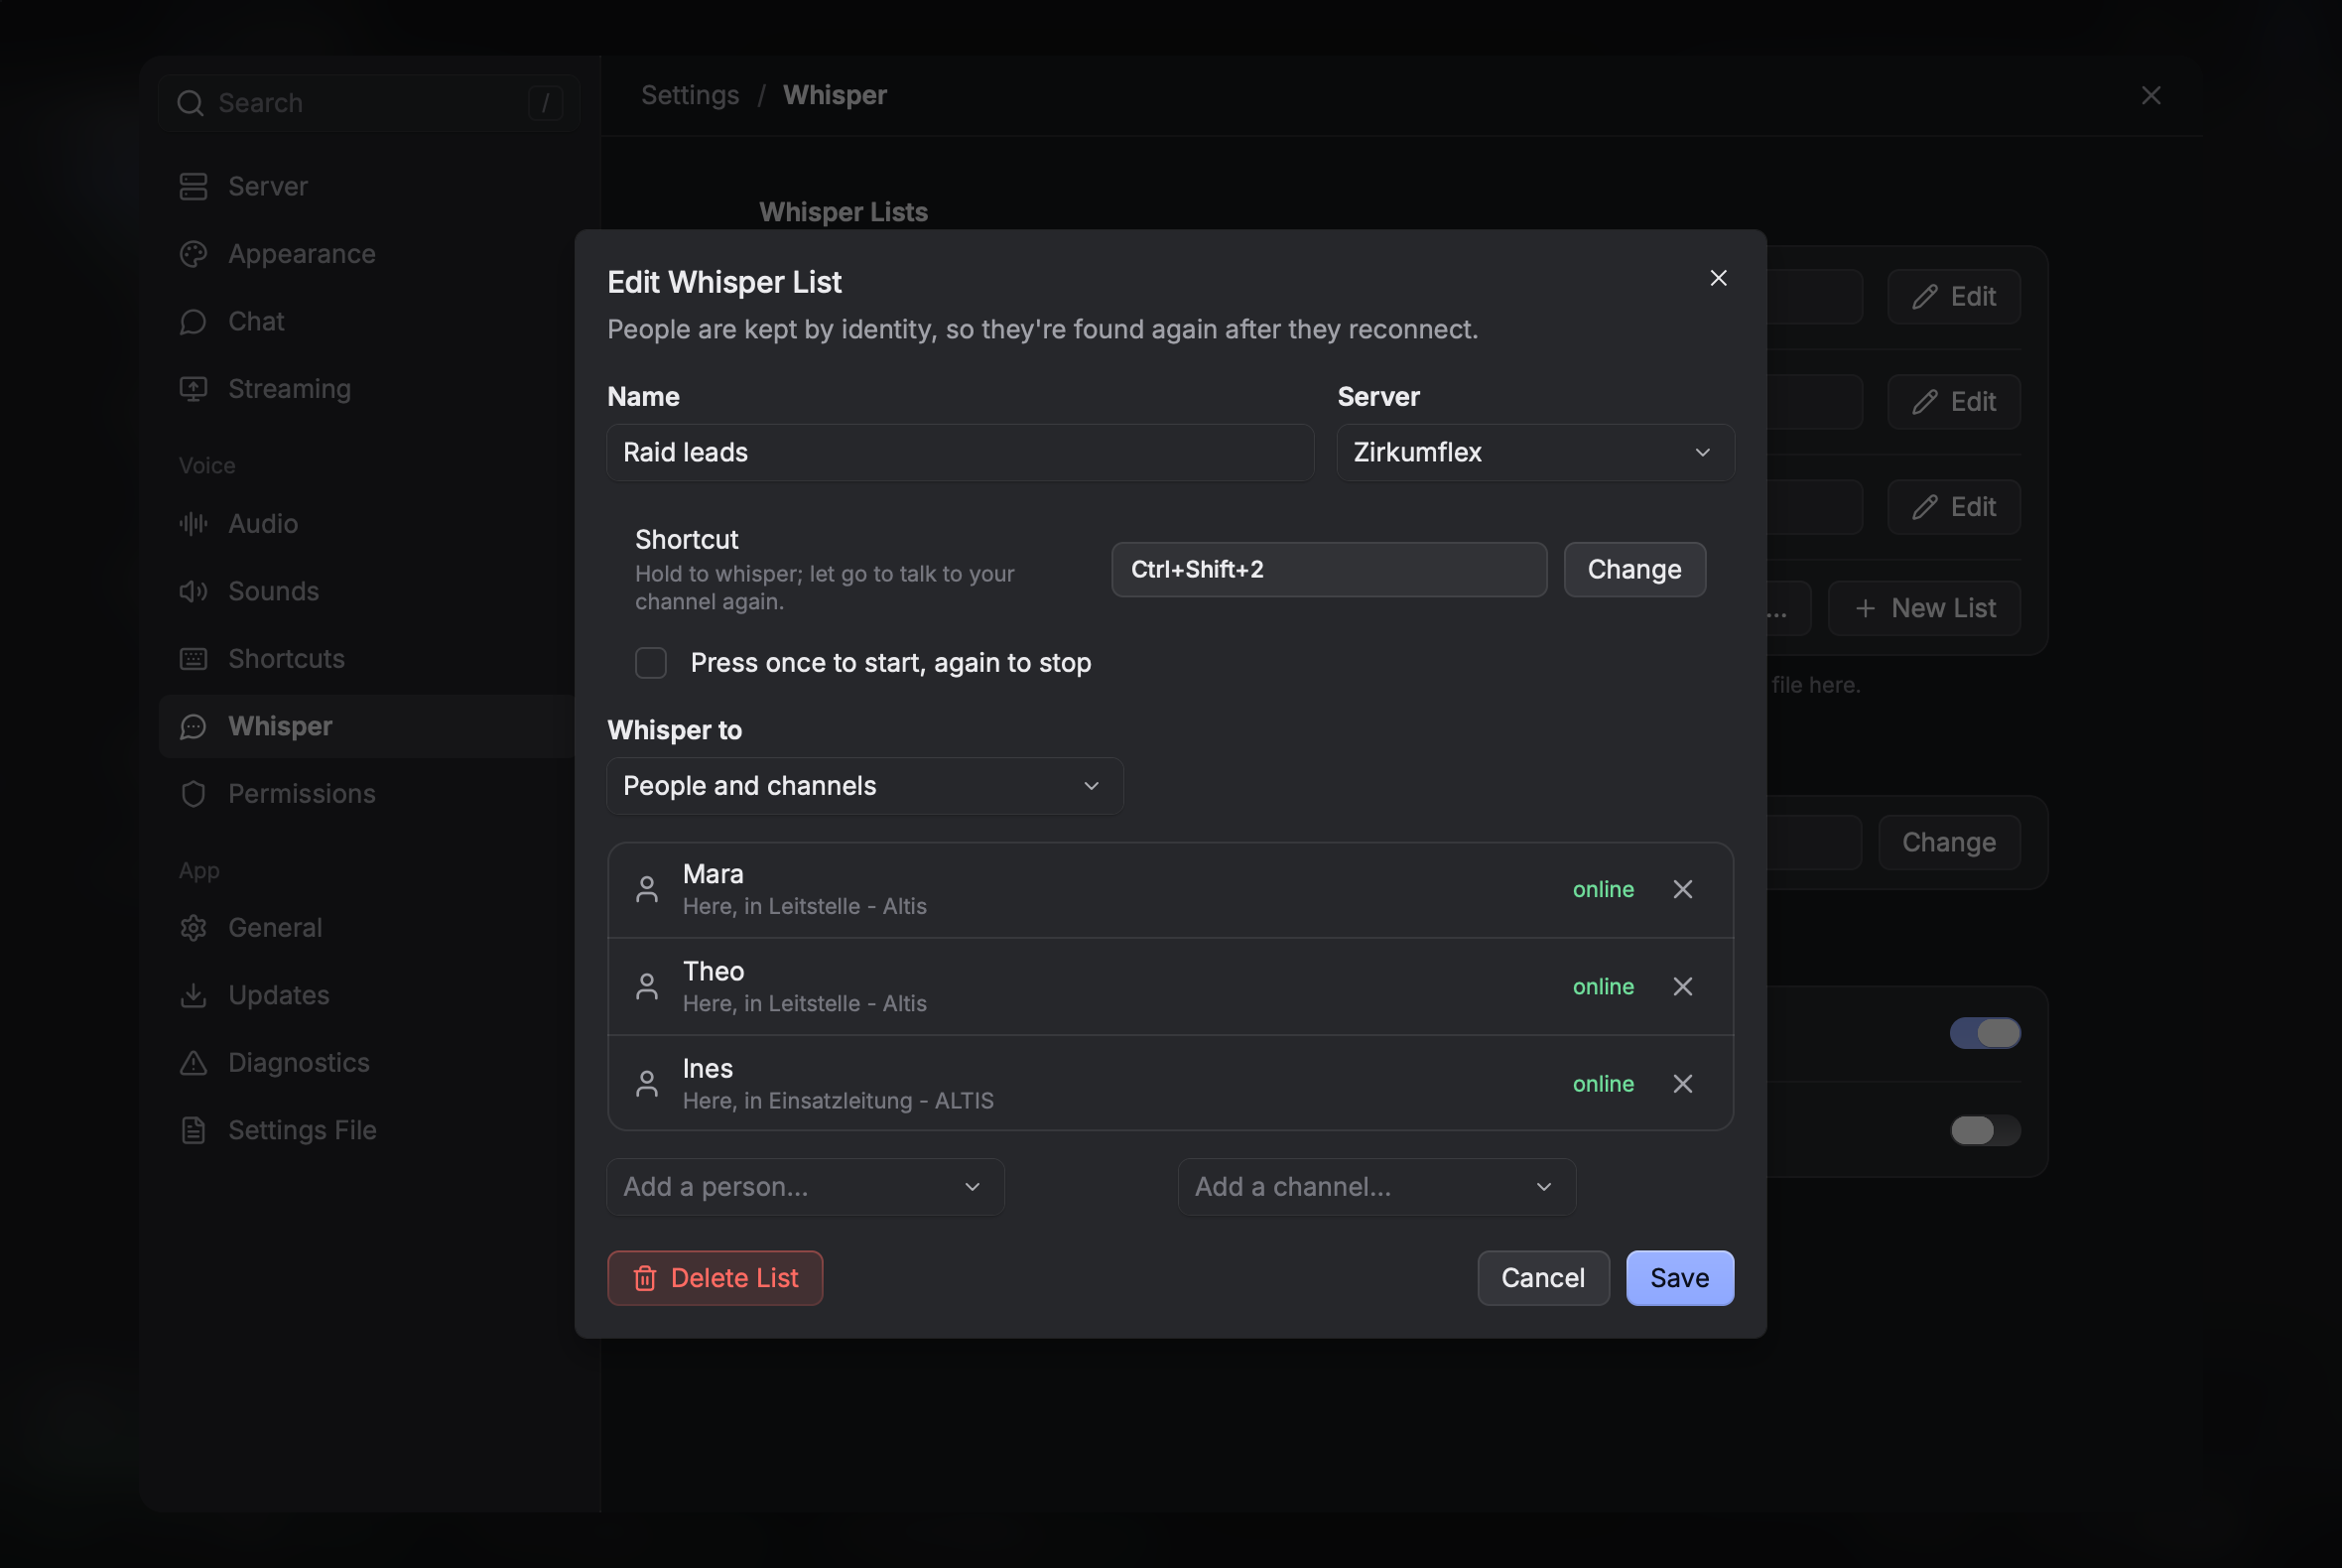 Search
/
Server
Appearance
Chat
Streaming
Voice
Audio
Sounds
Shortcuts
Whisper
Permissions
App
General
Updates
Diagnostics
Settings File
Settings / Whisper
Whisper Lists
Edit
Edit
Edit
...
New List
file here.
Change
Edit Whisper List
People are kept by identity, so they're found again after they reconnect.
Name
Server
Raid leads
Zirkumflex
Shortcut
Hold to whisper; let go to talk to your
channel again.
Ctrl+Shift+2
Change
Press once to start, again to stop
Whisper to
People and channels
Mara
Here, in Leitstelle - Altis
online
Theo
Here, in Leitstelle - Altis
online
Ines
Here, in Einsatzleitung - ALTIS
online
Add a person...
Add a channel...
Delete List
Cancel
Save